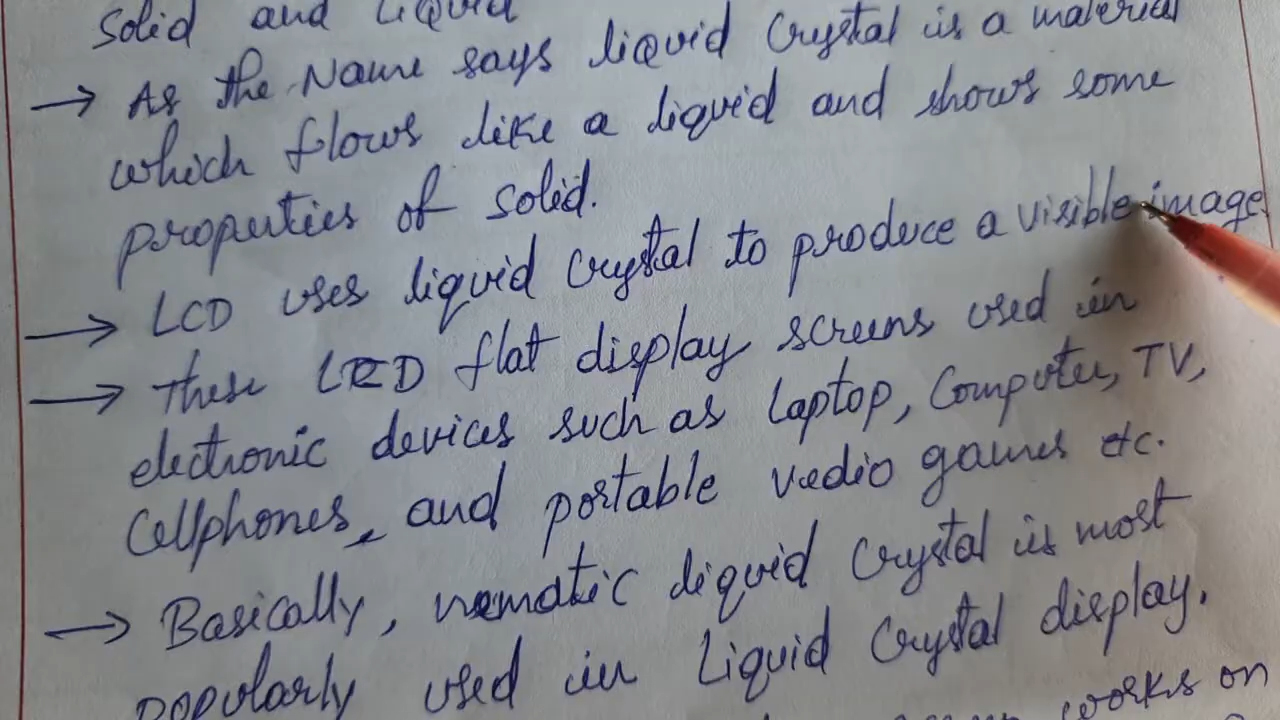 Solid and Liquid
→ As the Name says liquid Crystal is a material
which flows like a liquid and shows some
properties of solid.
→ LCD uses liquid Crystal to produce a visible image.
→ These LCD flat display screens used in
electronic devices such as Laptop, Computer, TV,
Cellphones, and portable vedio games etc.
→ Basically, nematic liquid Crystal is most
popularly used in Liquid Crystal display.
works on